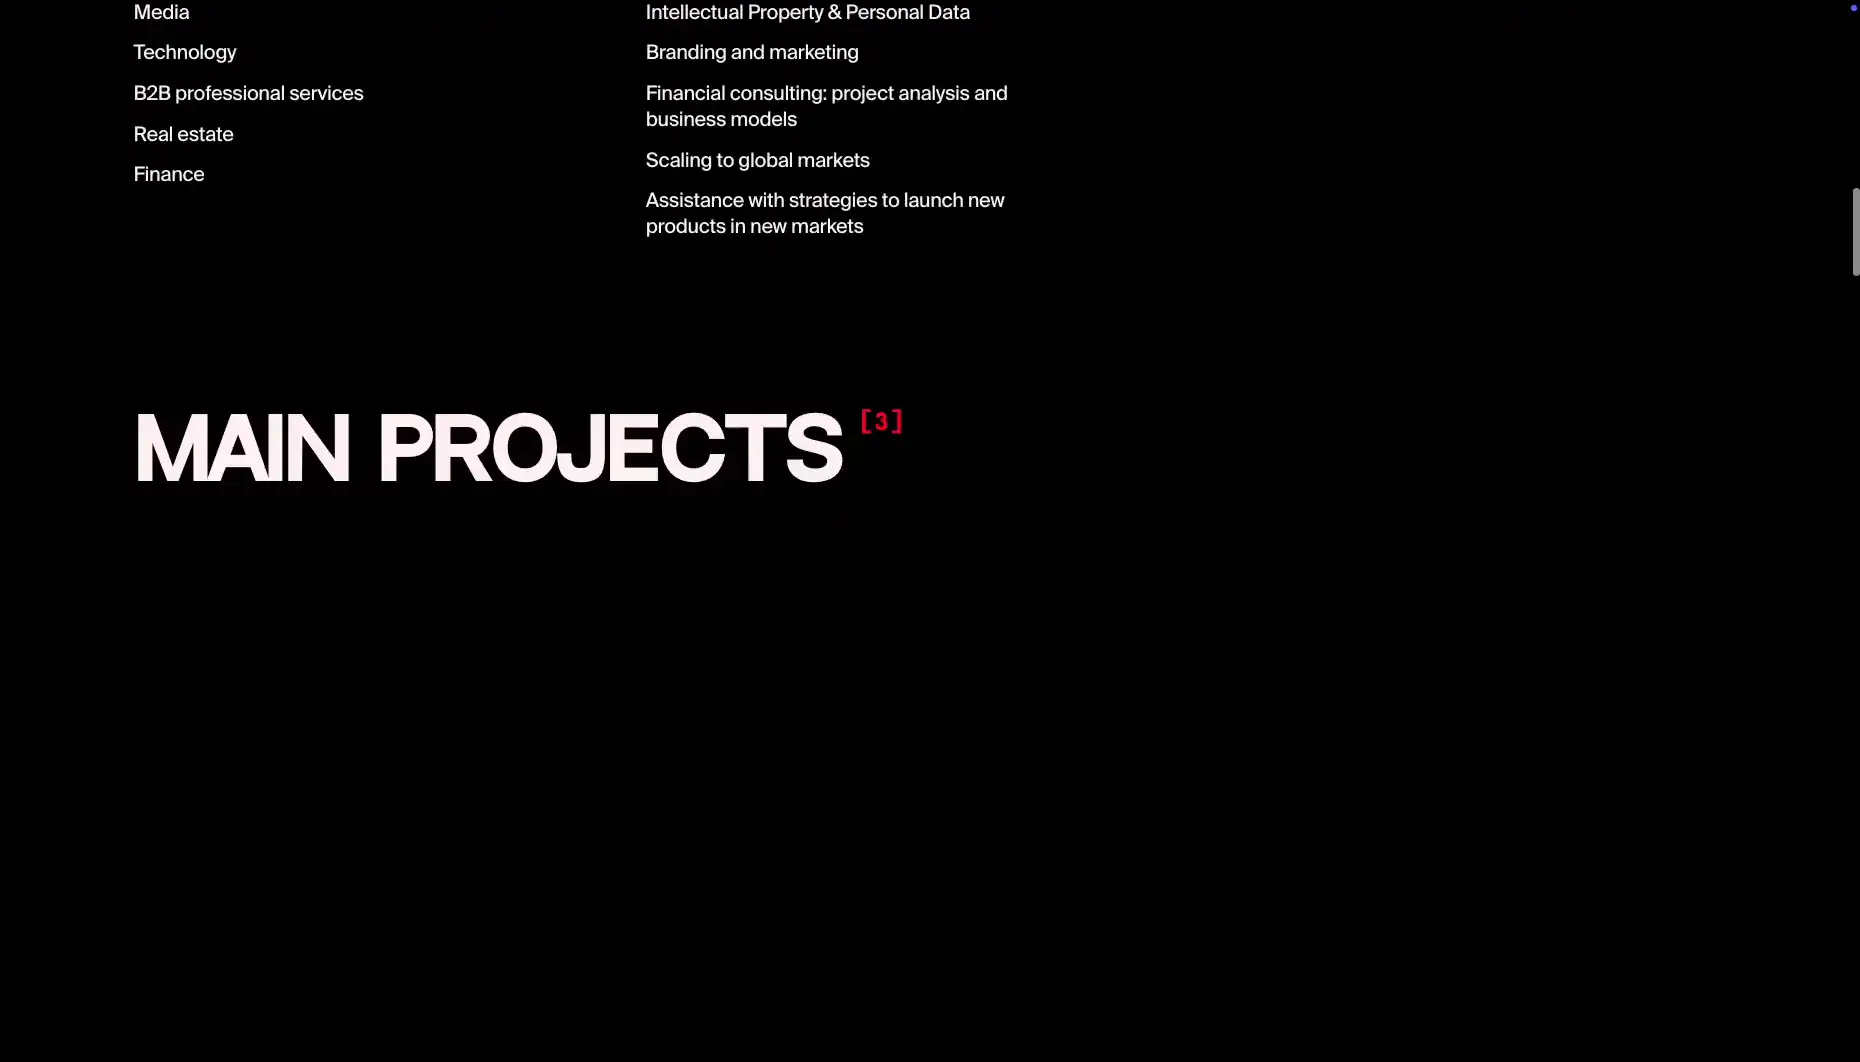 Media
Technology
B2B professional services
Real estate
Finance
Intellectual Property & Personal Data
Branding and marketing
Financial consulting: project analysis and
business models
Scaling to global markets
Assistance with strategies to launch new
products in new markets
MAIN PROJECTS [3]